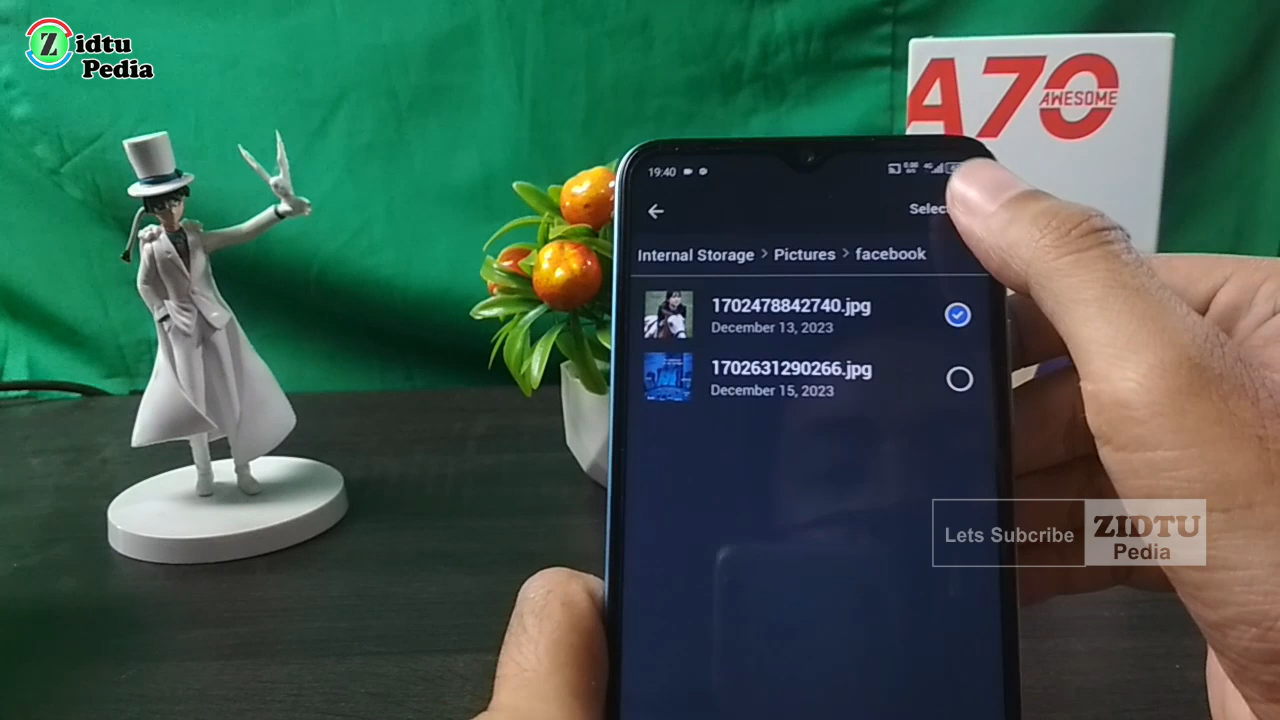 Zidtu
Pedia
A70
AWESOME
19:40
4G
Internal Storage > Pictures > facebook
1702478842740.jpg
December 13, 2023
1702631290266.jpg
December 15, 2023
Lets Subcribe
ZIDTU
Pedia